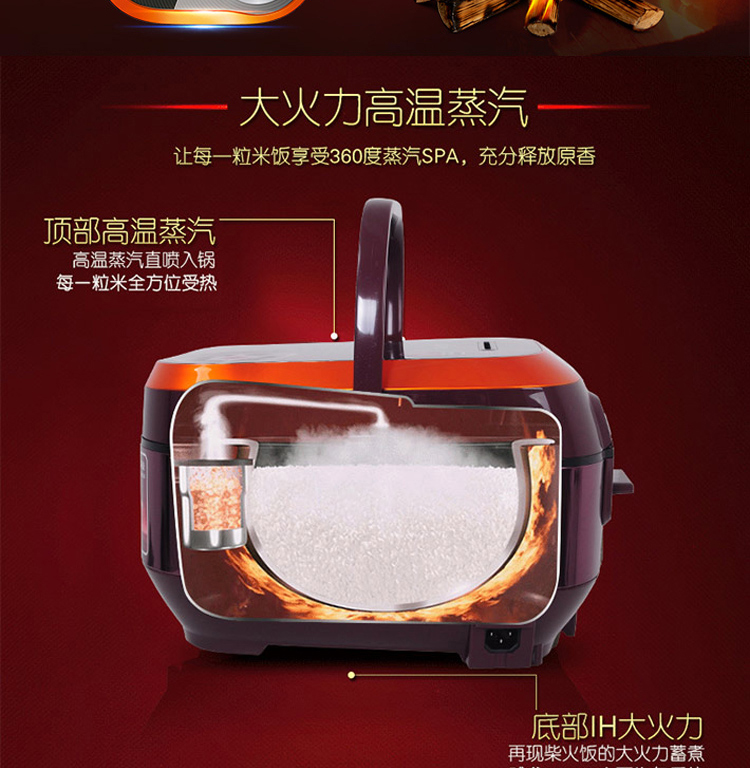 大火力高温蒸汽
让每一粒米饭享受360度蒸汽SPA，充分释放原香
顶部高温蒸汽
高温蒸汽直喷入锅
每一粒米全方位受热
底部IH大火力
再现柴火饭的大火力蓄煮